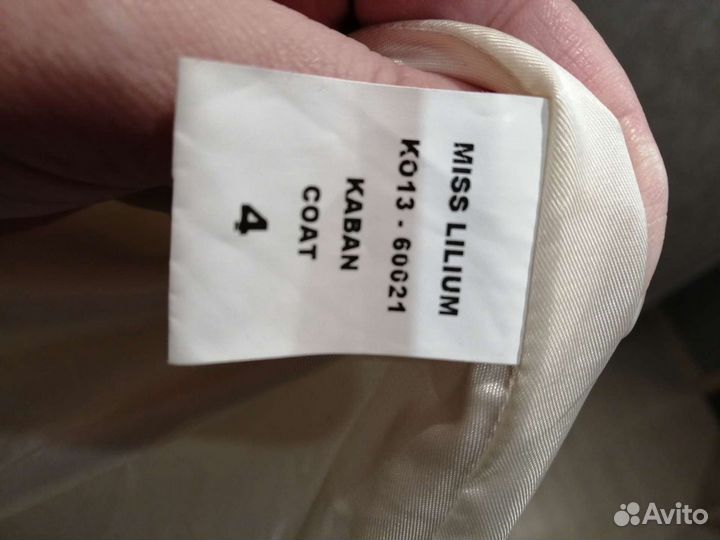 MISS LILIUM
KO13 - 60021
KABAN
COAT
4
Avito